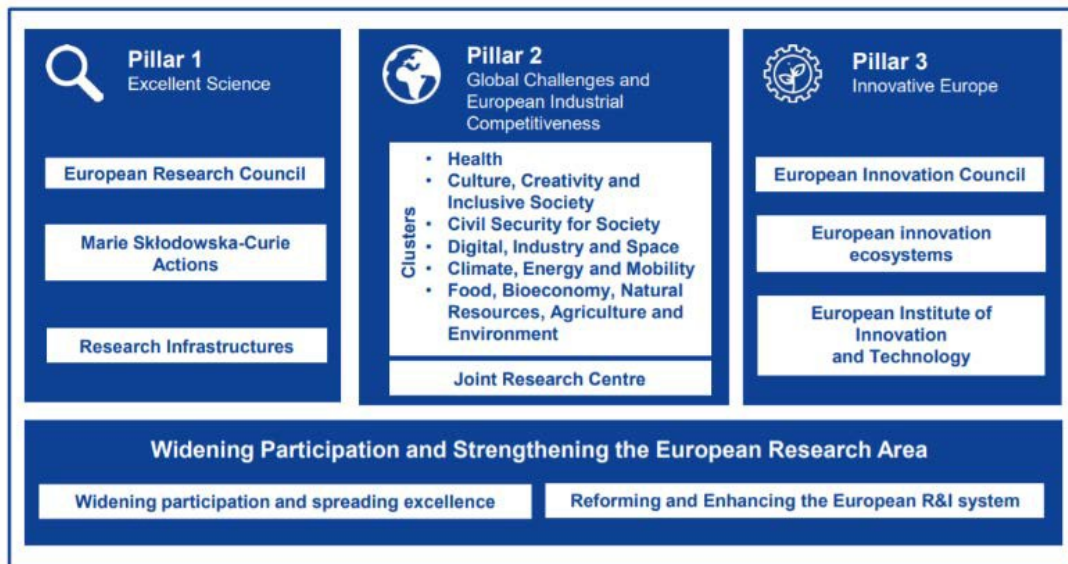 Pillar 1
Excellent Science
European Research Council
Marie Skłodowska-Curie
Actions
Research Infrastructures
Pillar 2
Global Challenges and
European Industrial
Competitiveness
Clusters
• Health
• Culture, Creativity and
Inclusive Society
• Civil Security for Society
• Digital, Industry and Space
• Climate, Energy and Mobility
• Food, Bioeconomy, Natural
Resources, Agriculture and
Environment
Joint Research Centre
Pillar 3
Innovative Europe
European Innovation Council
European innovation
ecosystems
European Institute of
Innovation
and Technology
Widening Participation and Strengthening the European Research Area
Widening participation and spreading excellence
Reforming and Enhancing the European R&I system